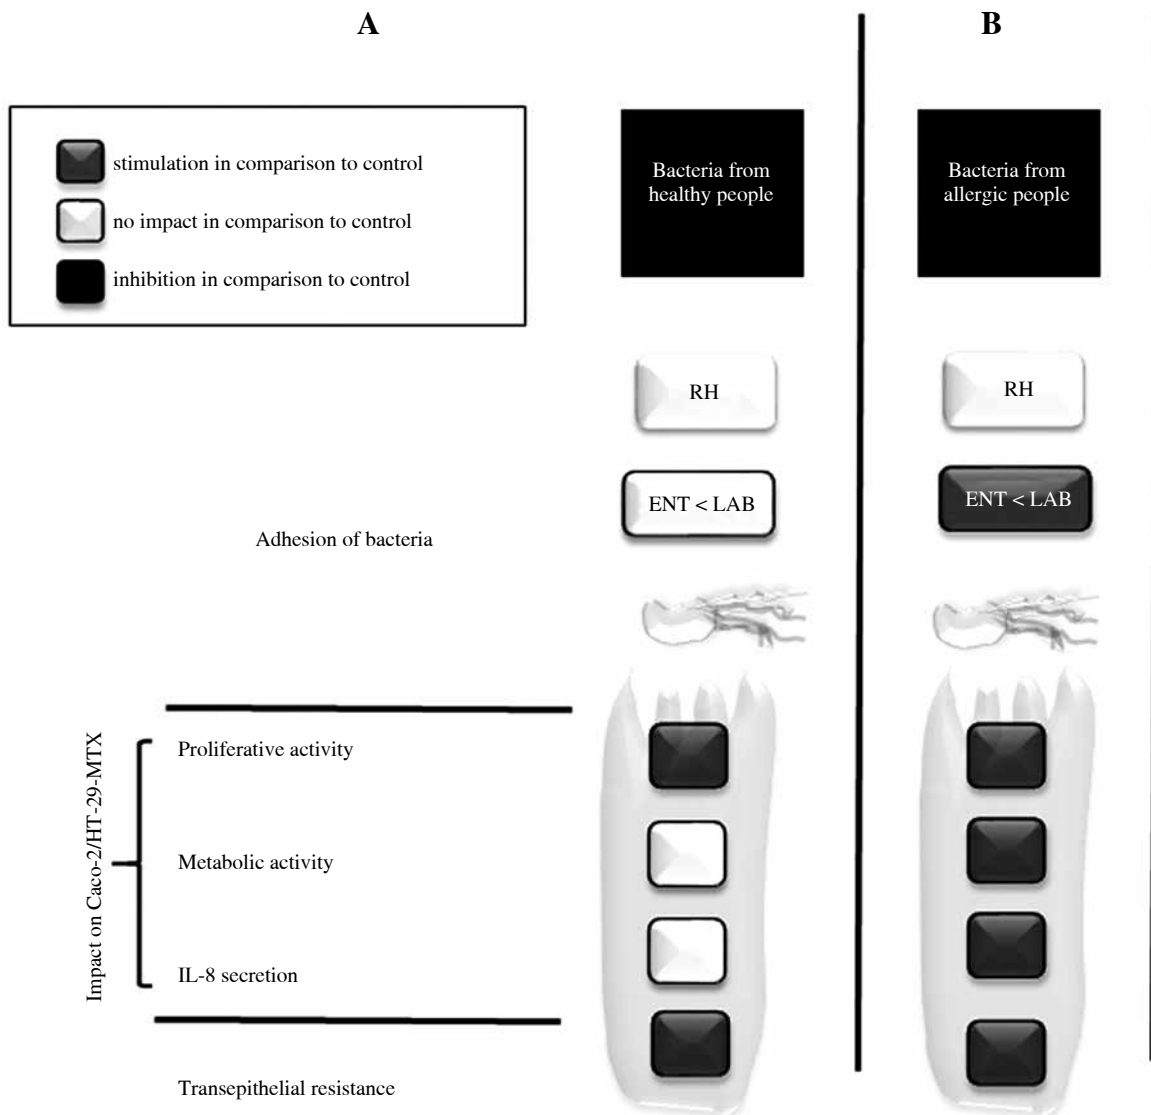 A
B
stimulation in comparison to control
no impact in comparison to control
inhibition in comparison to control
Bacteria from
healthy people
Bacteria from
allergic people
RH
RH
ENT < LAB
ENT < LAB
Adhesion of bacteria
Impact on Caco-2/HT-29-MTX
Proliferative activity
Metabolic activity
IL-8 secretion
Transepithelial resistance